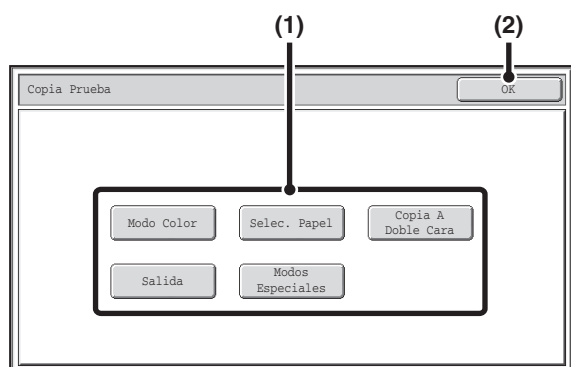 (1) (2)
Copia Prueba OK
Modo Color Selec. Papel Copia A
Doble Cara
Salida Modos
Especiales